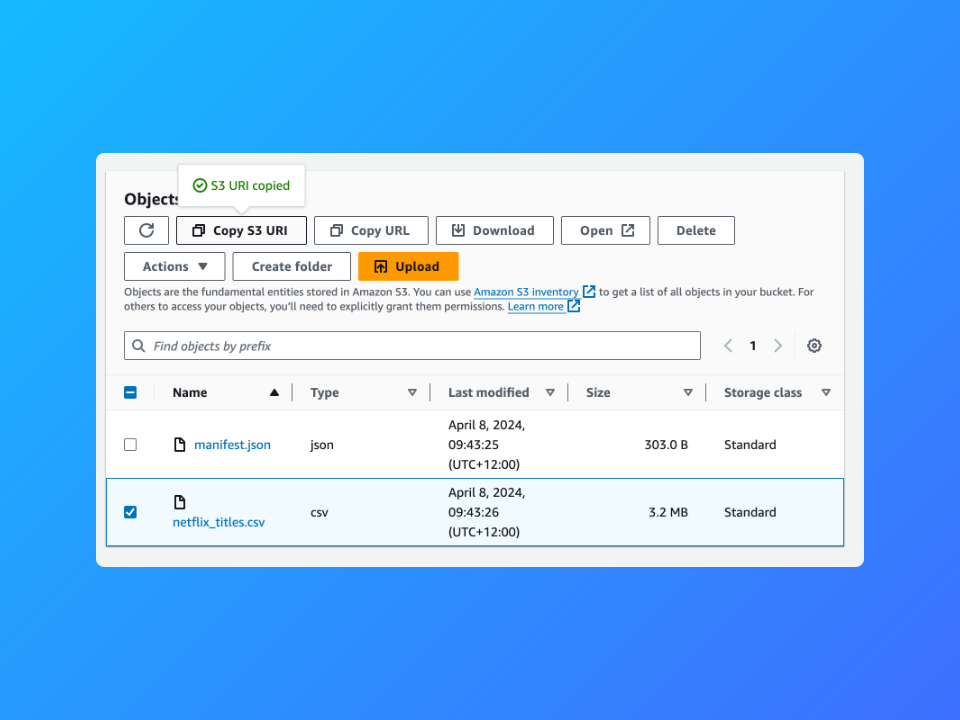 S3 URI copied
Objects
Copy S3 URI
Copy URL
Download
Open
Delete
Actions
Create folder
Upload
Objects are the fundamental entities stored in Amazon S3. You can use Amazon S3 inventory to get a list of all objects in your bucket. For
others to access your objects, you'll need to explicitly grant them permissions. Learn more
Find objects by prefix
1
Name
Type
Last modified
Size
Storage class
manifest.json
json
April 8, 2024,
09:43:25
(UTC+12:00)
303.0 B
Standard
netflix_titles.csv
csv
April 8, 2024,
09:43:26
(UTC+12:00)
3.2 MB
Standard